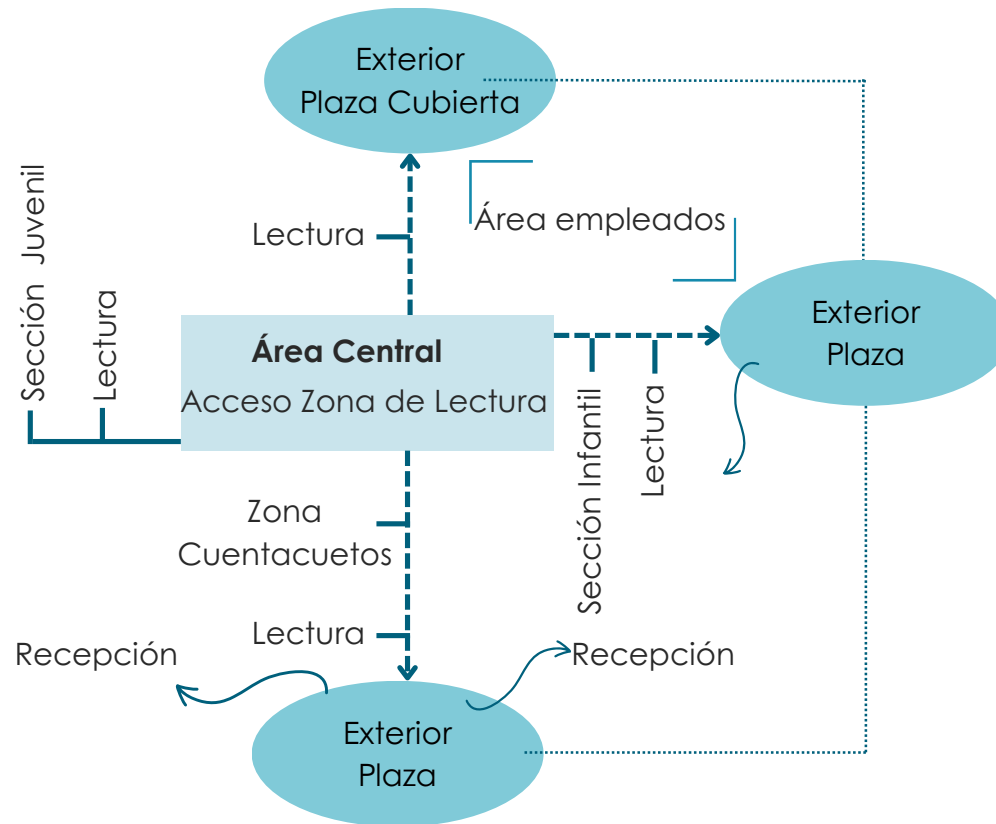 Exterior
Plaza Cubierta
Lectura
Área empleados
Sección Juvenil
Lectura
Área Central
Acceso Zona de Lectura
Exterior
Plaza
Sección Infantil
Lectura
Zona
Cuentacuetos
Lectura
Recepción
Recepción
Exterior
Plaza